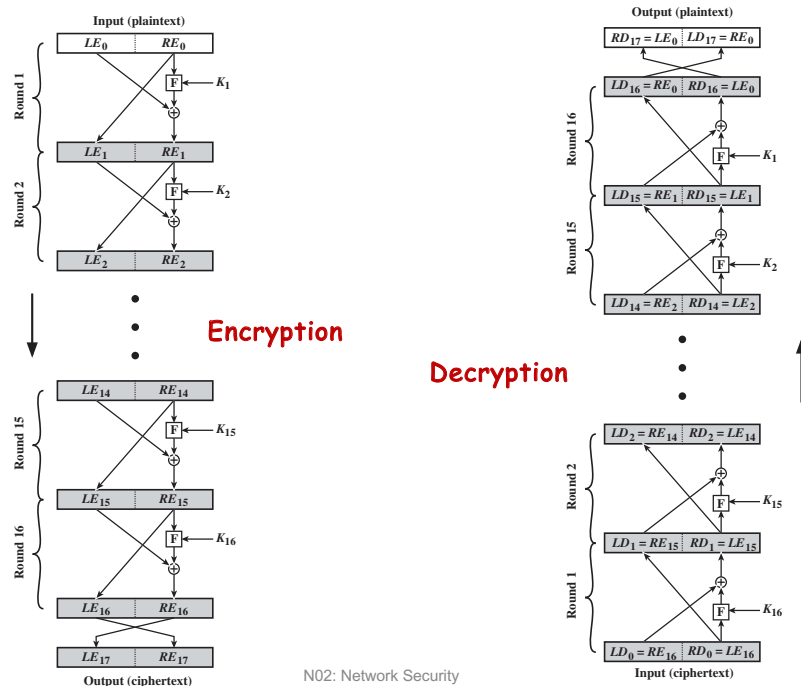 Input (plaintext)
LE0 RE0
F
K1
+
Round 1
LE1 RE1
F
K2
+
Round 2
LE2 RE2
Encryption
LE14 RE14
F
K15
+
Round 15
LE15 RE15
F
K16
+
Round 16
LE16 RE16
LE17 RE17
Output (ciphertext)
Output (plaintext)
RD17 = LE0 LD17 = RE0
LD16 = RE0 RD16 = LE0
+
Round 16
F
K1
LD15 = RE1 RD15 = LE1
+
Round 15
F
K2
LD14 = RE2 RD14 = LE2
Decryption
LD2 = RE14 RD2 = LE14
+
Round 2
F
K15
LD1 = RE15 RD1 = LE15
+
Round 1
F
K16
LD0 = RE16 RD0 = LE16
Input (ciphertext)
N02: Network Security